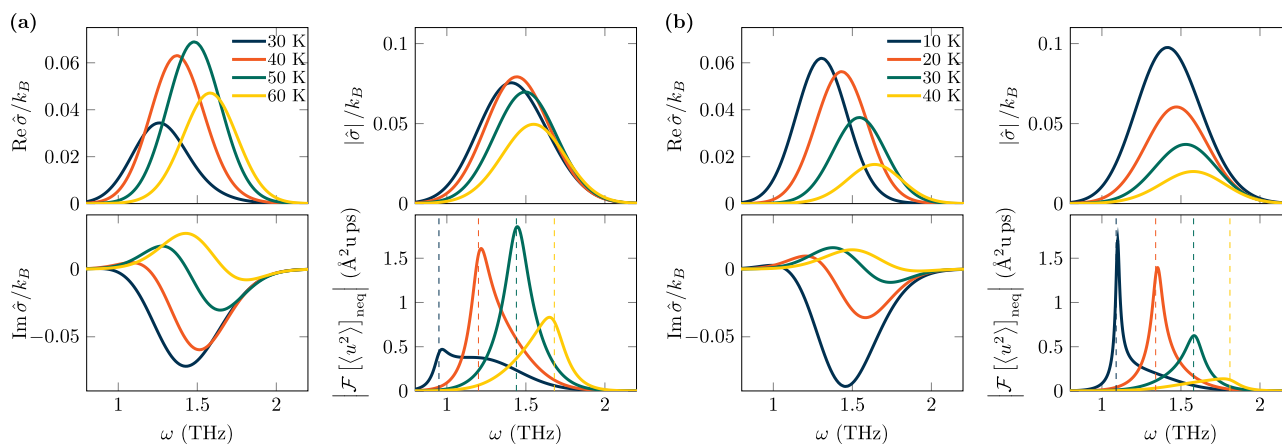 (a)
Re σ̂/k_B
0.06
0.04
0.02
0
30 K
40 K
50 K
60 K
|σ̂|/k_B
0.1
0.05
0
Im σ̂/k_B
0
−0.05
1
1.5
2
ω (THz)
|ℱ [⟨u²⟩]_neq| (Å² u ps)
1.5
1
0.5
0
1
1.5
2
ω (THz)
(b)
Re σ̂/k_B
0.06
0.04
0.02
0
10 K
20 K
30 K
40 K
|σ̂|/k_B
0.1
0.05
0
Im σ̂/k_B
0
−0.05
1
1.5
2
ω (THz)
|ℱ [⟨u²⟩]_neq| (Å² u ps)
1.5
1
0.5
0
1
1.5
2
ω (THz)